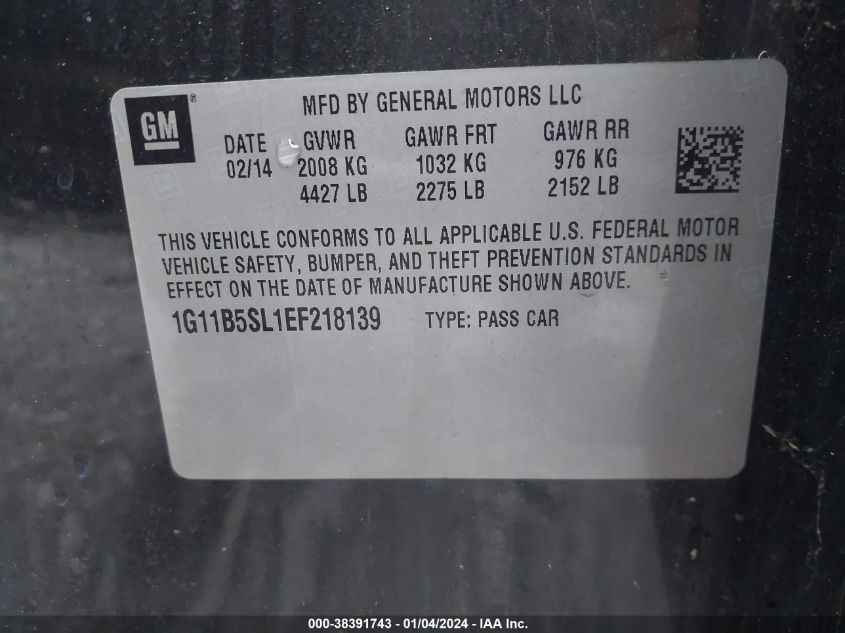 GM®
MFD BY GENERAL MOTORS LLC
DATE GVWR GAWR FRT GAWR RR
02/14 2008 KG 1032 KG 976 KG
4427 LB 2275 LB 2152 LB
THIS VEHICLE CONFORMS TO ALL APPLICABLE U.S. FEDERAL MOTOR
VEHICLE SAFETY, BUMPER, AND THEFT PREVENTION STANDARDS IN
EFFECT ON THE DATE OF MANUFACTURE SHOWN ABOVE.
1G11B5SL1EF218139 TYPE: PASS CAR
000-38391743 - 01/04/2024 - IAA Inc.